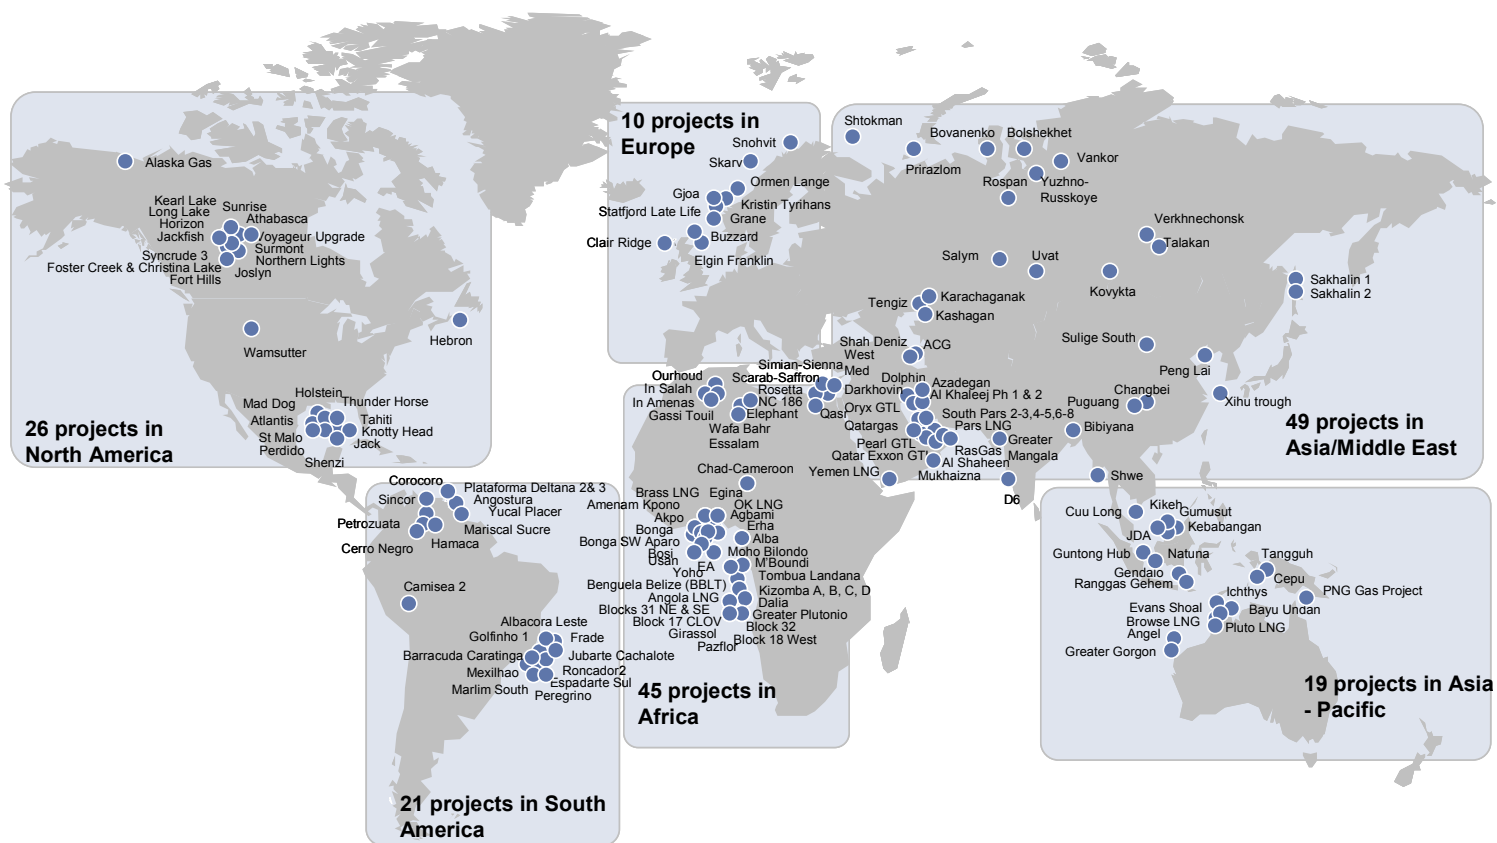 Alaska Gas
Kearl Lake
Long Lake
Horizon
Jackfish
Sunrise
Athabasca
Voyageur Upgrade
Surmont
Northern Lights
Syncrude 3
Foster Creek & Christina Lake
Joslyn
Fort Hills
Wamsutter
Hebron
Holstein
Mad Dog
Thunder Horse
Atlantis
Tahiti
St Malo
Knotty Head
Perdido
Jack
Shenzi
26 projects in
North America
10 projects in
Europe
Snohvit
Skarv
Ormen Lange
Gjoa
Kristin Tyrihans
Statfjord Late Life
Grane
Clair Ridge
Buzzard
Elgin Franklin
Shtokman
Bovanenko
Bolshekhet
Vankor
Prirazlom
Rospan
Yuzhno-
Russkoye
Verkhnechonsk
Talakan
Salym
Uvat
Kovykta
Sakhalin 1
Sakhalin 2
Tengiz
Karachaganak
Kashagan
Shah Deniz
ACG
West
Med
Sulige South
Peng Lai
Changbei
Puguang
Xihu trough
Bibiyana
Dolphin
Azadegan
Darkhovin
Al Khaleej Ph 1 & 2
Oryx GTL
South Pars 2-3,4-5,6-8
Qatargas
Pars LNG
Pearl GTL
RasGas
Qatar Exxon GTL
Al Shaheen
Yemen LNG
Mukhaizna
Greater
Mangala
D6
Shwe
49 projects in
Asia/Middle East
Simian-Sienna
Scarab-Saffron
Rosetta
Ourhoud
In Salah
In Amenas
Gassi Touil
NC 186
Elephant
Qasr
Wafa Bahr
Essalam
Chad-Cameroon
Brass LNG
Egina
Amenam Kpono
OK LNG
Akpo
Agbami
Bonga
Erha
Bonga SW Aparo
Alba
Bosi
Moho Bilondo
Usan
EA
M'Boundi
Yoho
Tombua Landana
Benguela Belize (BBLT)
Kizomba A, B, C, D
Angola LNG
Dalia
Blocks 31 NE & SE
Greater Plutonio
Block 17 CLOV
Block 32
Girassol
Block 18 West
Pazflor
45 projects in
Africa
Corocoro
Plataforma Deltana 2& 3
Sincor
Angostura
Yucal Placer
Petrozuata
Mariscal Sucre
Cerro Negro
Hamaca
Camisea 2
Albacora Leste
Golfinho 1
Frade
Barracuda Caratinga
Jubarte Cachalote
Mexilhao
Roncador2
Marlim South
Espadarte Sul
Peregrino
21 projects in South
America
Cuu Long
Kikeh
Gumusut
Kebabangan
JDA
Guntong Hub
Natuna
Gendalo
Ranggas Gehem
Tangguh
Cepu
PNG Gas Project
Ichthys
Evans Shoal
Bayu Undan
Browse LNG
Pluto LNG
Angel
Greater Gorgon
19 projects in Asia
- Pacific